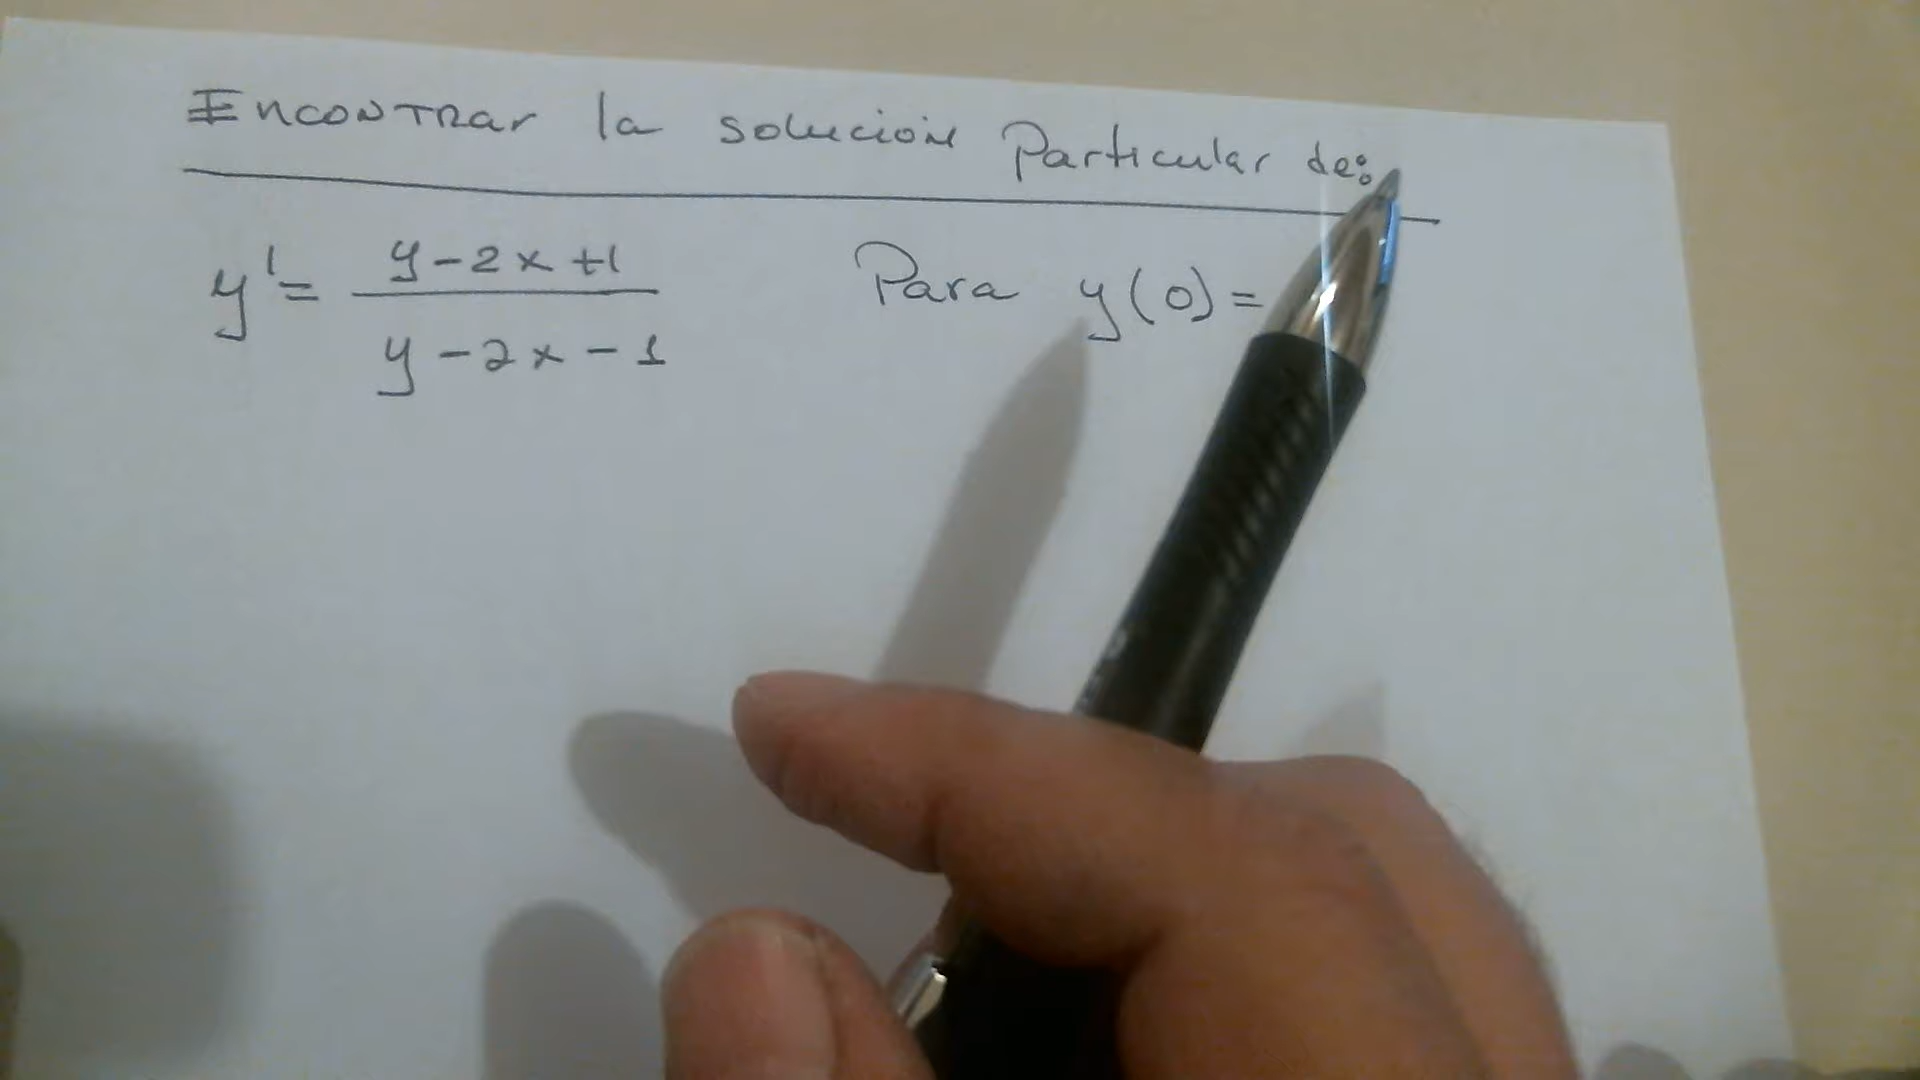 Encontrar la solución Particular de:
y' = (y-2x+1)/(y-2x-1) Para y(0)=